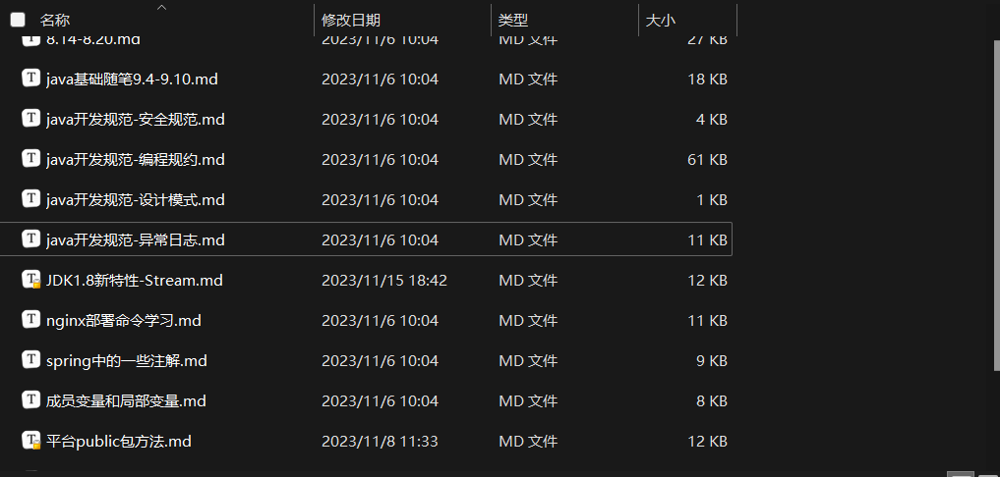 名称 修改日期 类型 大小
8.14-8.20.md 2023/11/6 10:04 MD 文件 27 KB
java基础随笔9.4-9.10.md 2023/11/6 10:04 MD 文件 18 KB
java开发规范-安全规范.md 2023/11/6 10:04 MD 文件 4 KB
java开发规范-编程规约.md 2023/11/6 10:04 MD 文件 61 KB
java开发规范-设计模式.md 2023/11/6 10:04 MD 文件 1 KB
java开发规范-异常日志.md 2023/11/6 10:04 MD 文件 11 KB
JDK1.8新特性-Stream.md 2023/11/15 18:42 MD 文件 12 KB
nginx部署命令学习.md 2023/11/6 10:04 MD 文件 11 KB
spring中的一些注解.md 2023/11/6 10:04 MD 文件 9 KB
成员变量和局部变量.md 2023/11/6 10:04 MD 文件 8 KB
平台public包方法.md 2023/11/8 11:33 MD 文件 12 KB